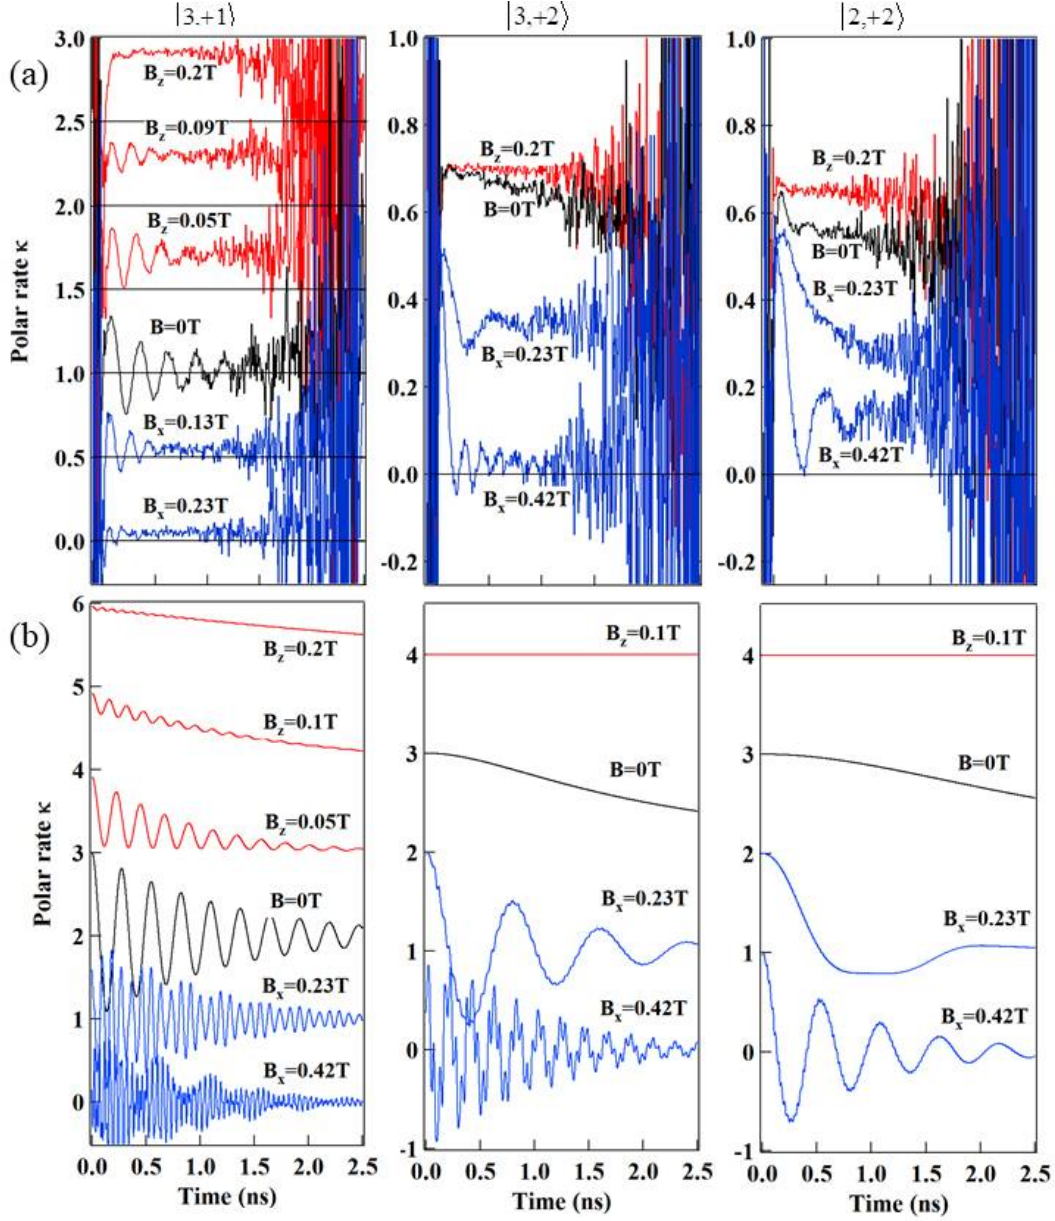 |3.+1⟩ |3,+2⟩ |2,+2⟩
(a)
3.0
2.5
2.0
1.5
1.0
0.5
0.0
Polar rate κ
B_z=0.2T
B_z=0.09T
B_z=0.05T
B=0T
B_x=0.13T
B_x=0.23T
1.0
0.8
0.6
0.4
0.2
0.0
-0.2
B_z=0.2T
B=0T
B_x=0.23T
B_x=0.42T
1.0
0.8
0.6
0.4
0.2
0.0
-0.2
B_z=0.2T
B=0T
B_x=0.23T
B_x=0.42T
(b)
6
5
4
3
2
1
0
Polar rate κ
B_z=0.2T
B_z=0.1T
B_z=0.05T
B=0T
B_x=0.23T
B_x=0.42T
0.0 0.5 1.0 1.5 2.0 2.5
Time (ns)
4
3
2
1
0
-1
B_z=0.1T
B=0T
B_x=0.23T
B_x=0.42T
0.0 0.5 1.0 1.5 2.0 2.5
Time (ns)
4
3
2
1
0
-1
B_z=0.1T
B=0T
B_x=0.23T
B_x=0.42T
0.0 0.5 1.0 1.5 2.0 2.5
Time (ns)